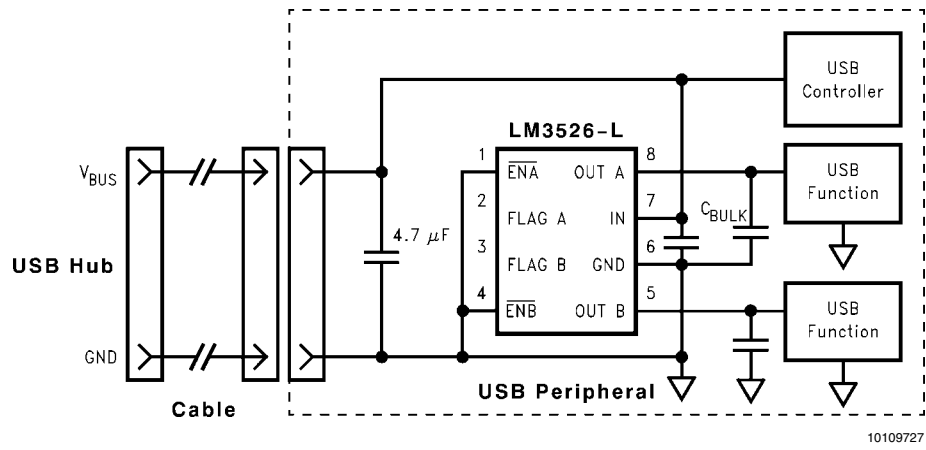 USB
Controller
LM3526-L
1
ENA
OUT A
8
V_BUS
USB
Function
2
FLAG A
IN
7
C_BULK
4.7 μF
3
FLAG B
GND
6
USB Hub
4
ENB
OUT B
5
USB
Function
GND
USB Peripheral
Cable
10109727